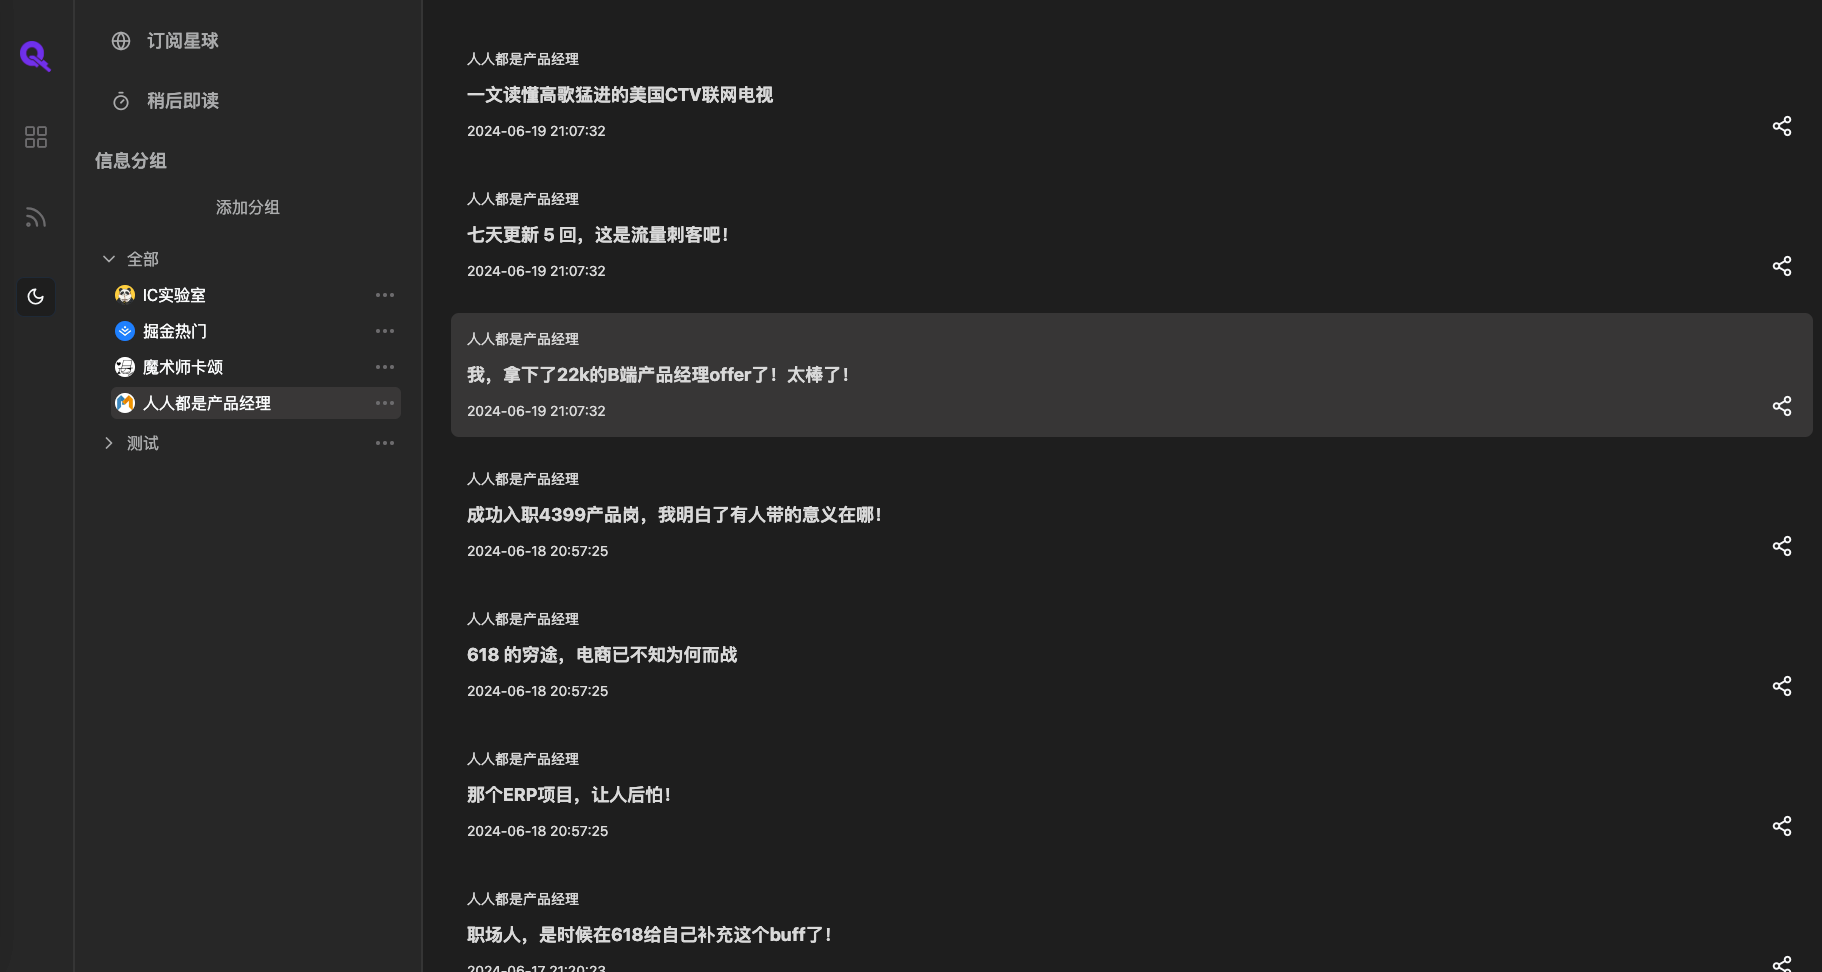 订阅星球
稍后即读
信息分组
添加分组
全部
IC实验室
掘金热门
魔术师卡颂
人人都是产品经理
测试
人人都是产品经理
一文读懂高歌猛进的美国CTV联网电视
2024-06-19 21:07:32
人人都是产品经理
七天更新 5 回，这是流量刺客吧！
2024-06-19 21:07:32
人人都是产品经理
我，拿下了22k的B端产品经理offer了！太棒了！
2024-06-19 21:07:32
人人都是产品经理
成功入职4399产品岗，我明白了有人带的意义在哪！
2024-06-18 20:57:25
人人都是产品经理
618 的穷途，电商已不知为何而战
2024-06-18 20:57:25
人人都是产品经理
那个ERP项目，让人后怕！
2024-06-18 20:57:25
人人都是产品经理
职场人，是时候在618给自己补充这个buff了！
2024-06-17 21:20:23